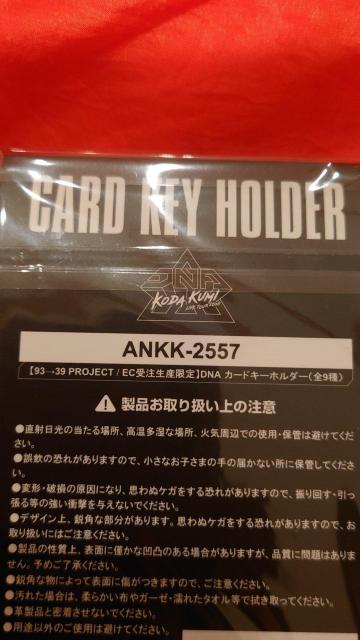 CARD KEY HOLDER
DNA
KODA KUMI
LIVE TOUR 2018
ANKK-2557
【93→39 PROJECT / EC受注生産限定】DNA カードキーホルダー(全9種)
製品お取り扱い上の注意
●直射日光の当たる場所、高温多湿な場所、火気周辺での使用・保管は避けてくだ
さい。
●誤飲の恐れがありますので、小さなお子さまの手の届かない所に保管してくださ
い。
●変形・破損の原因になり、思わぬケガをする恐れがありますので、振り回す・引っ
張る等の強い衝撃を与えないでください。
●デザイン上、鋭角な部分があります。思わぬケガをする恐れがありますので、お
取り扱いにはご注意ください。
●製品の性質上、表面に僅かな凹凸のある場合がありますが、品質に問題はありま
せん。予めご了承ください。
●鋭角な物によって表面に傷がつきますので、ご注意ください。
●汚れた場合は、柔らかい布やガーゼ・濡れたタオル等で拭き取ってください。
●革製品と密着させないでください。
●用途以外のご使用は避けてください。